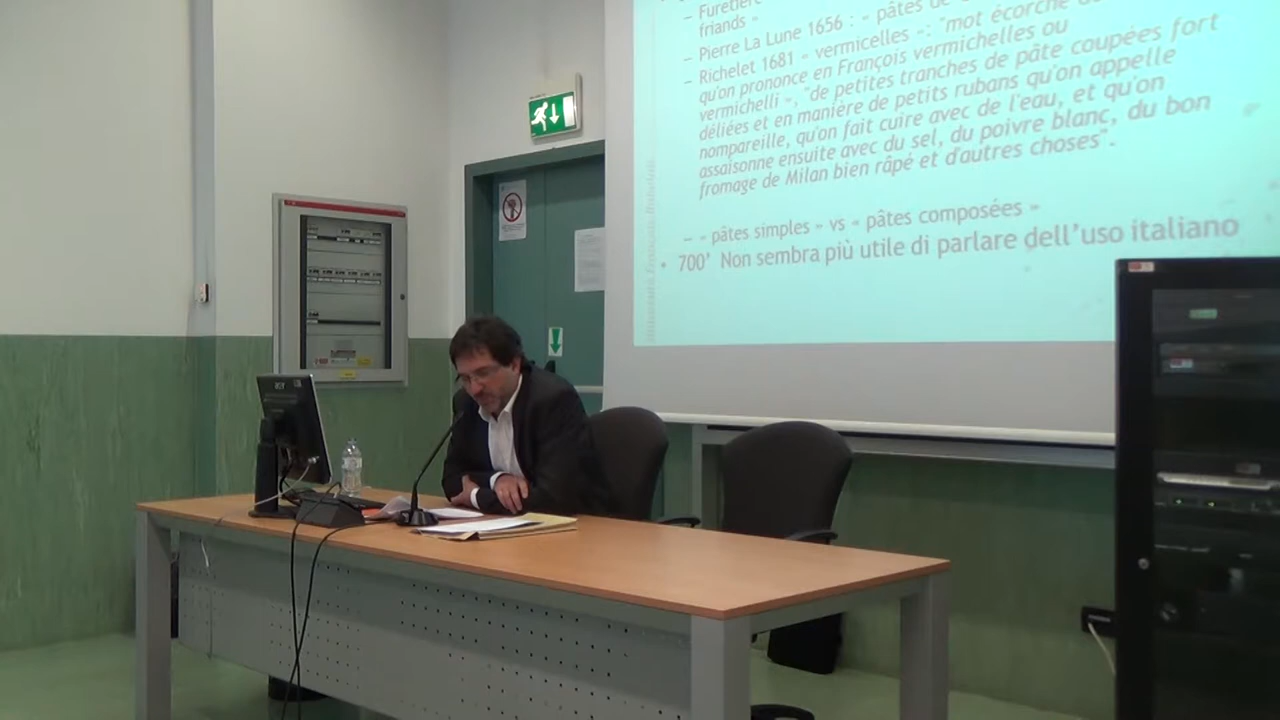 – Furetière
friands »
– Pierre La Lune 1656 : « pâtes de
– Richelet 1681 « vermicelles »: "mot écorché
qu'on prononce en François vermichelles ou
vermichelli », "de petites tranches de pâte coupées fort
déliées et en manière de petits rubans qu'on appelle
nompareille, qu'on fait cuire avec de l'eau, et qu'on
assaisonne ensuite avec du sel, du poivre blanc, du bon
fromage de Milan bien râpé et d'autres choses".
– « pâtes simples » vs « pâtes composées »
• 700' Non sembra più utile di parlare dell'uso italiano